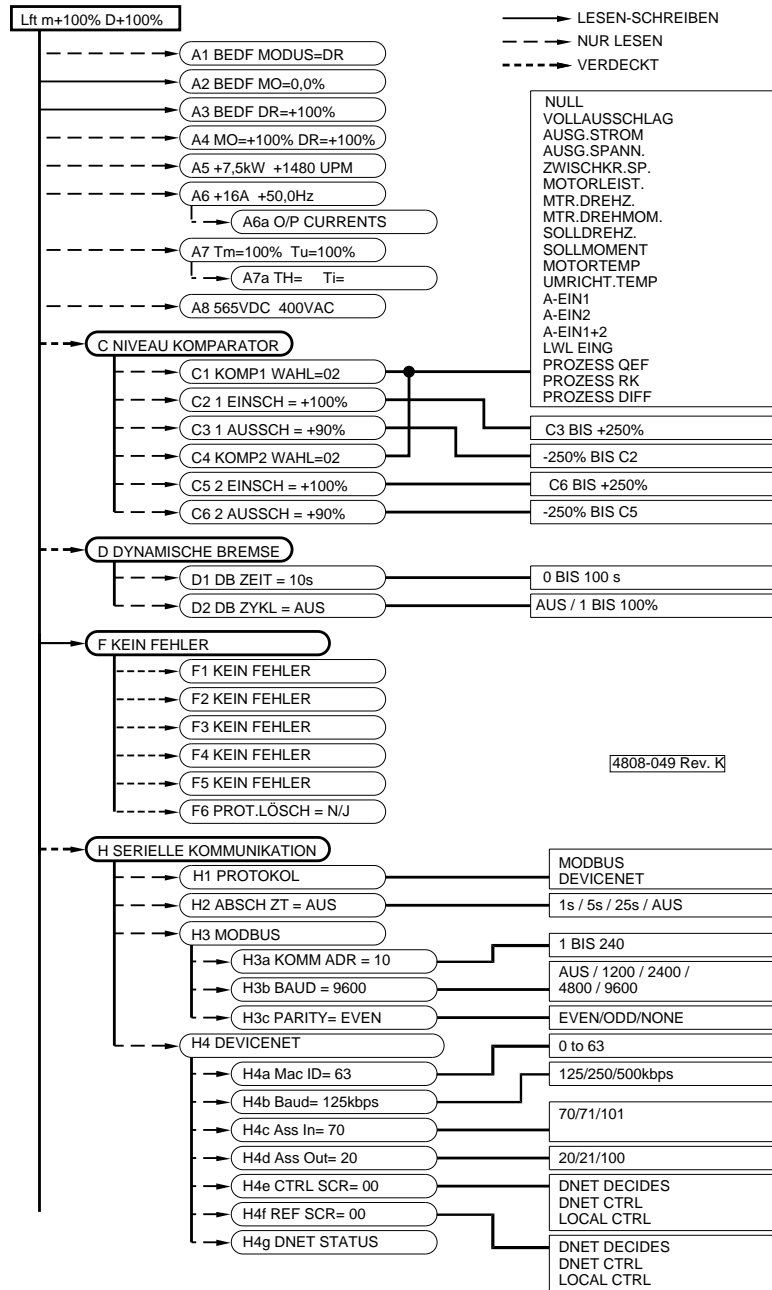 Lft m+100% D+100%
LESEN-SCHREIBEN
NUR LESEN
VERDECKT
A1 BEDF MODUS=DR
A2 BEDF MO=0,0%
A3 BEDF DR=+100%
A4 MO=+100% DR=+100%
A5 +7,5kW +1480 UPM
A6 +16A +50,0Hz
A6a O/P CURRENTS
A7 Tm=100% Tu=100%
A7a TH= Ti=
A8 565VDC 400VAC
NULL
VOLLAUSSCHLAG
AUSG.STROM
AUSG.SPANN.
ZWISCHKR.SP.
MOTORLEIST.
MTR.DREHZ.
MTR.DREHMOM.
SOLLDREHZ.
SOLLMOMENT
MOTORTEMP
UMRICHT.TEMP
A-EIN1
A-EIN2
A-EIN1+2
LWL EING
PROZESS QEF
PROZESS RK
PROZESS DIFF
C NIVEAU KOMPARATOR
C1 KOMP1 WAHL=02
C2 1 EINSCH = +100%
C3 BIS +250%
C3 1 AUSSCH = +90%
-250% BIS C2
C4 KOMP2 WAHL=02
C5 2 EINSCH = +100%
C6 BIS +250%
C6 2 AUSSCH = +90%
-250% BIS C5
D DYNAMISCHE BREMSE
D1 DB ZEIT = 10s
0 BIS 100 s
D2 DB ZYKL = AUS
AUS / 1 BIS 100%
F KEIN FEHLER
F1 KEIN FEHLER
F2 KEIN FEHLER
F3 KEIN FEHLER
F4 KEIN FEHLER
F5 KEIN FEHLER
F6 PROT.LÖSCH = N/J
4808-049 Rev. K
H SERIELLE KOMMUNIKATION
H1 PROTOKOL
MODBUS
DEVICENET
H2 ABSCH ZT = AUS
1s / 5s / 25s / AUS
H3 MODBUS
H3a KOMM ADR = 10
1 BIS 240
H3b BAUD = 9600
AUS / 1200 / 2400 /
4800 / 9600
H3c PARITY= EVEN
EVEN/ODD/NONE
H4 DEVICENET
H4a Mac ID= 63
0 to 63
H4b Baud= 125kbps
125/250/500kbps
H4c Ass In= 70
70/71/101
H4d Ass Out= 20
20/21/100
H4e CTRL SCR= 00
DNET DECIDES
DNET CTRL
LOCAL CTRL
H4f REF SCR= 00
DNET DECIDES
DNET CTRL
LOCAL CTRL
H4g DNET STATUS